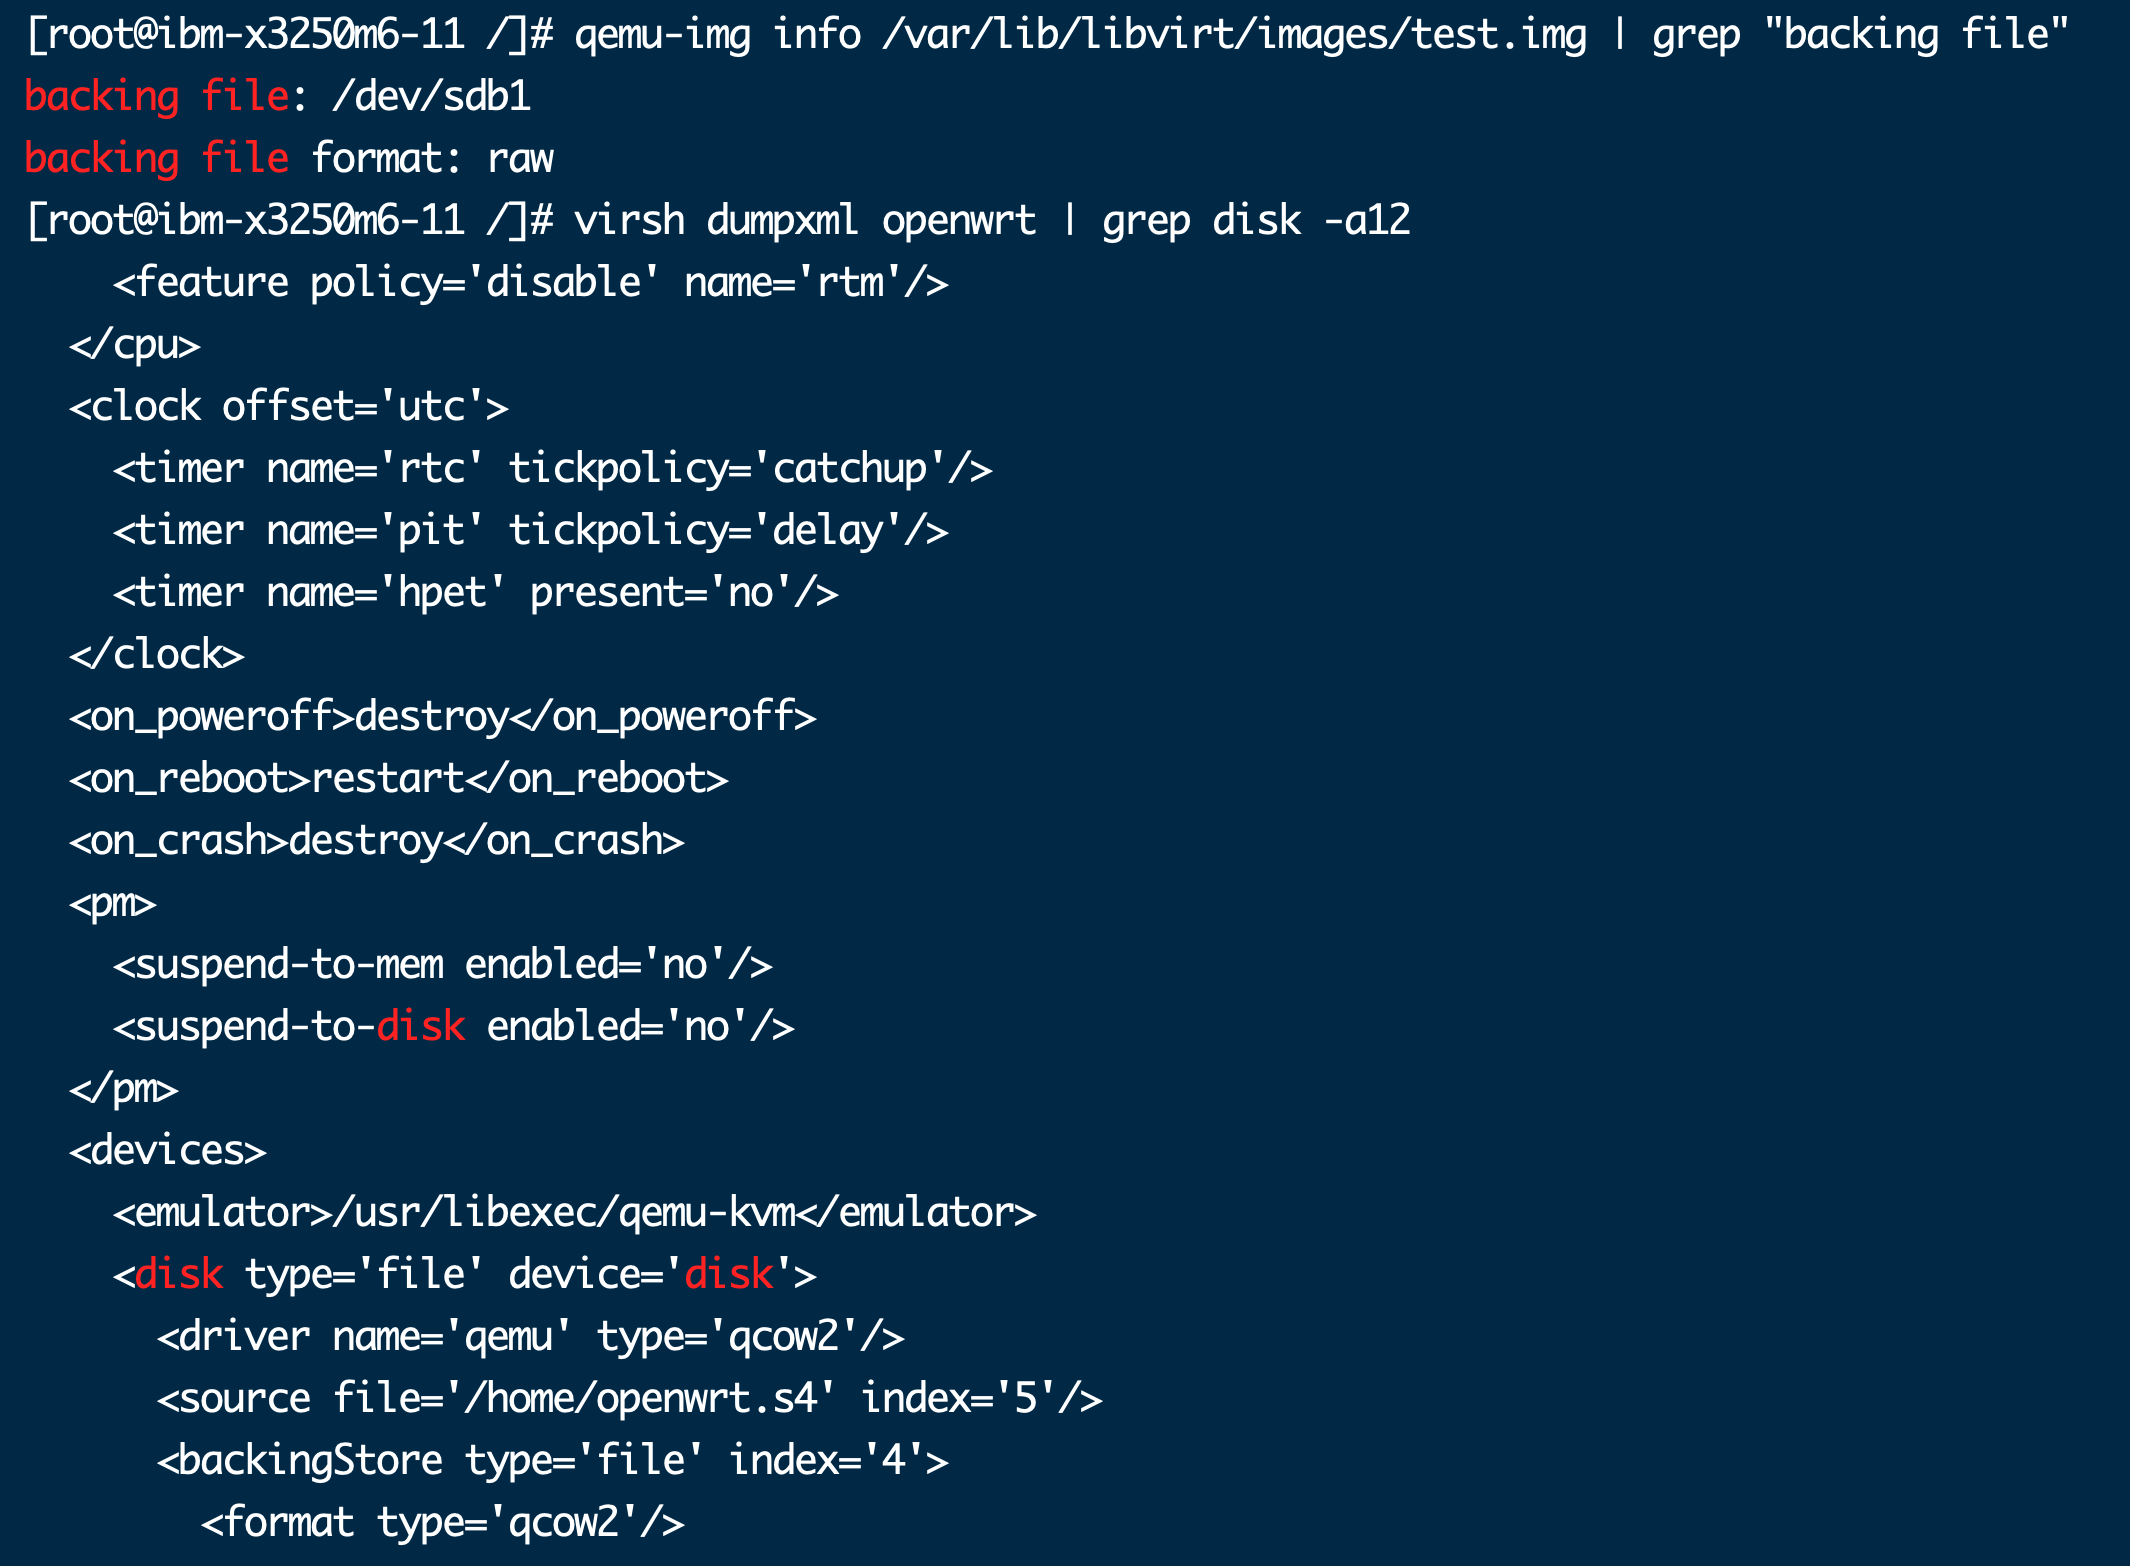 [root@ibm-x3250m6-11 /]# qemu-img info /var/lib/libvirt/images/test.img | grep "backing file"
backing file: /dev/sdb1
backing file format: raw
[root@ibm-x3250m6-11 /]# virsh dumpxml openwrt | grep disk -a12
    <feature policy='disable' name='rtm'/>
  </cpu>
  <clock offset='utc'>
    <timer name='rtc' tickpolicy='catchup'/>
    <timer name='pit' tickpolicy='delay'/>
    <timer name='hpet' present='no'/>
  </clock>
  <on_poweroff>destroy</on_poweroff>
  <on_reboot>restart</on_reboot>
  <on_crash>destroy</on_crash>
  <pm>
    <suspend-to-mem enabled='no'/>
    <suspend-to-disk enabled='no'/>
  </pm>
  <devices>
    <emulator>/usr/libexec/qemu-kvm</emulator>
    <disk type='file' device='disk'>
      <driver name='qemu' type='qcow2'/>
      <source file='/home/openwrt.s4' index='5'/>
      <backingStore type='file' index='4'>
        <format type='qcow2'/>